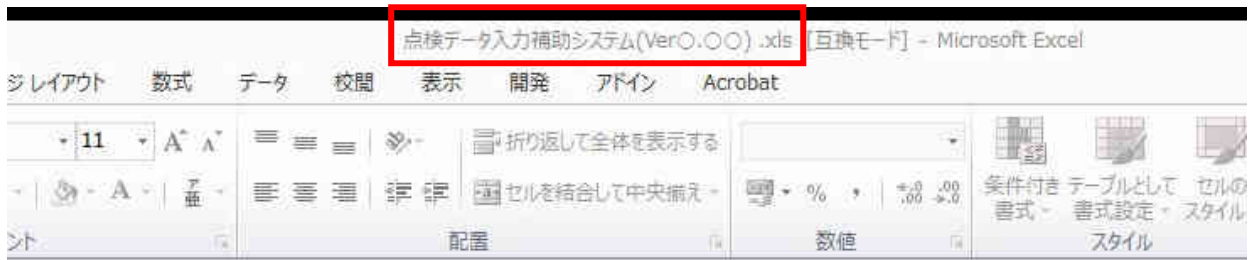 点検データ入力補助システム(Ver○.○○) .xls [互換モード] - Microsoft Excel
ジ レイアウト 数式 データ 校閲 表示 開発 アドイン Acrobat
11 A A 折り返して全体を表示する
A 亜 セルを結合して中央揃え % , .0 .00 .00 .0 条件付き書式 テーブルとして書式設定 セルのスタイル
ント 配置 数値 スタイル